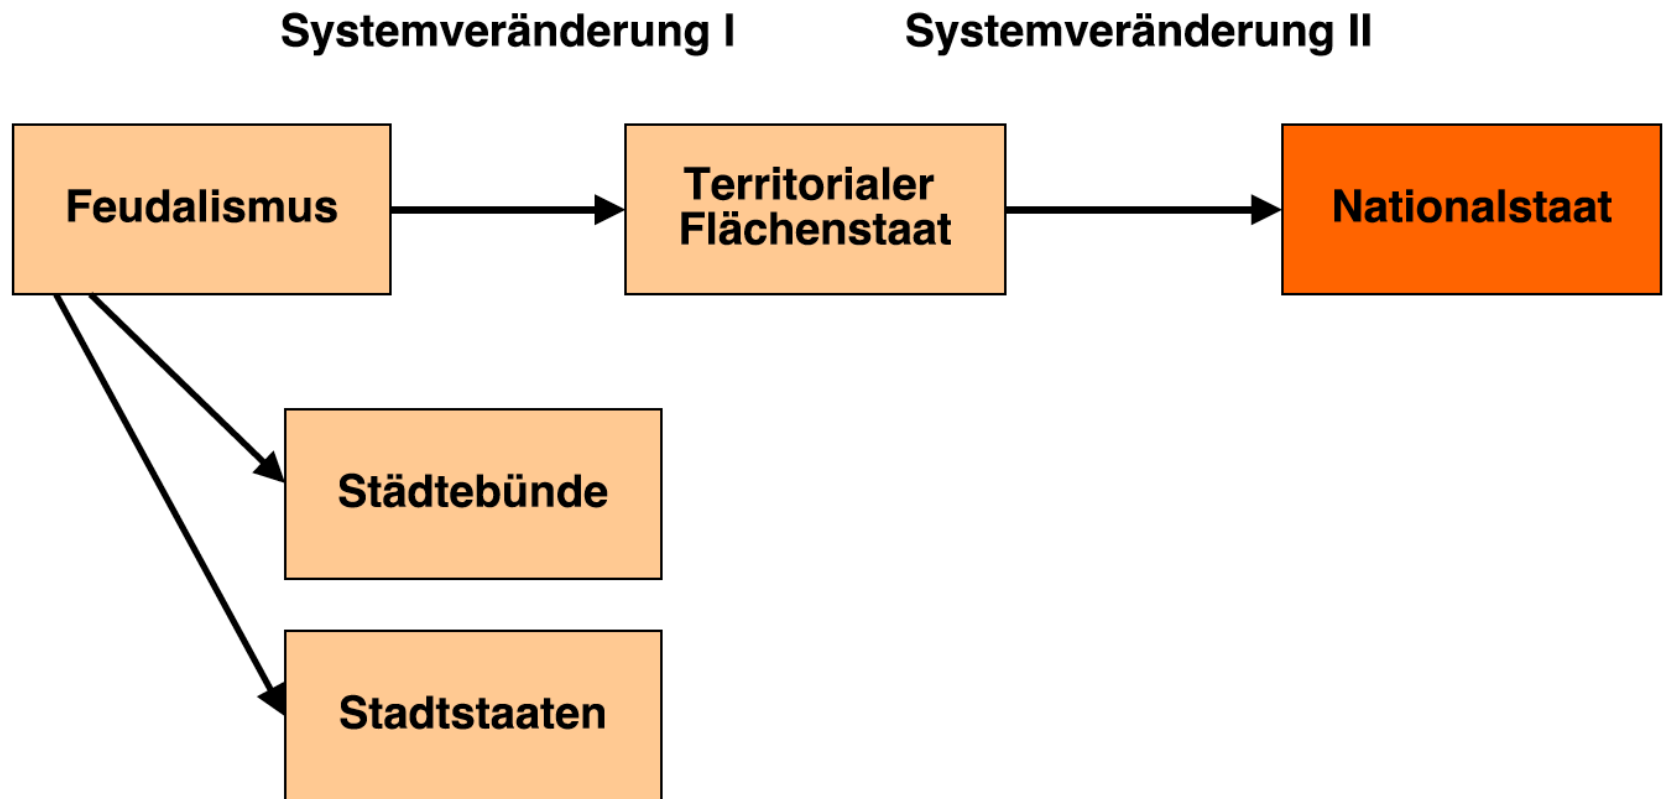 Systemveränderung I
Systemveränderung II
Feudalismus
Territorialer
Flächenstaat
Nationalstaat
Städtebünde
Stadtstaaten